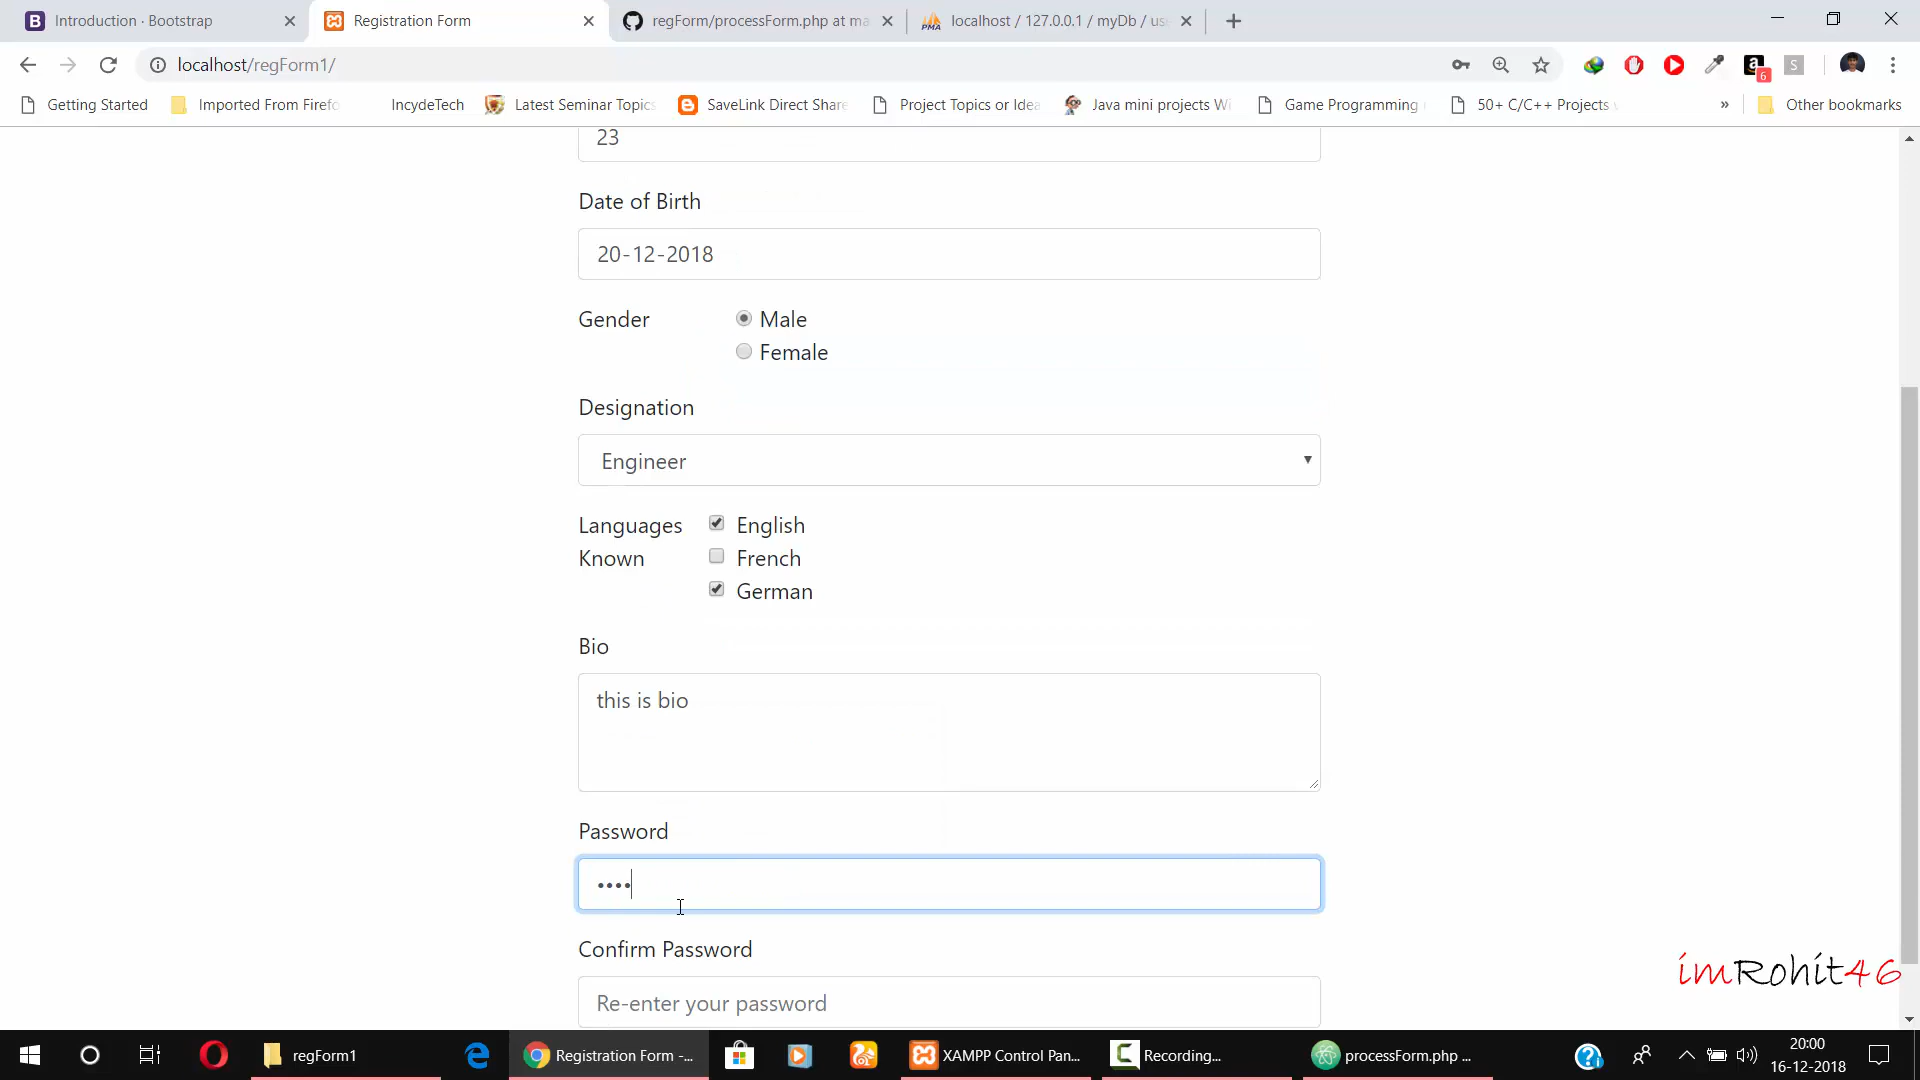 Introduction · Bootstrap
Registration Form
regForm/processForm.php at ma
localhost / 127.0.0.1 / myDb / use
localhost/regForm1/
6
Getting Started
Imported From Firefo
IncydeTech
Latest Seminar Topics
SaveLink Direct Share
Project Topics or Idea
Java mini projects Wi
Game Programming
50+ C/C++ Projects
»
Other bookmarks
23
Date of Birth
20-12-2018
Gender
Male
Female
Designation
Engineer
Languages Known
English
French
German
Bio
this is bio
Password
••••
Confirm Password
Re-enter your password
imRohit46
regForm1
Registration Form -...
XAMPP Control Pan...
Recording...
processForm.php ...
20:00
16-12-2018